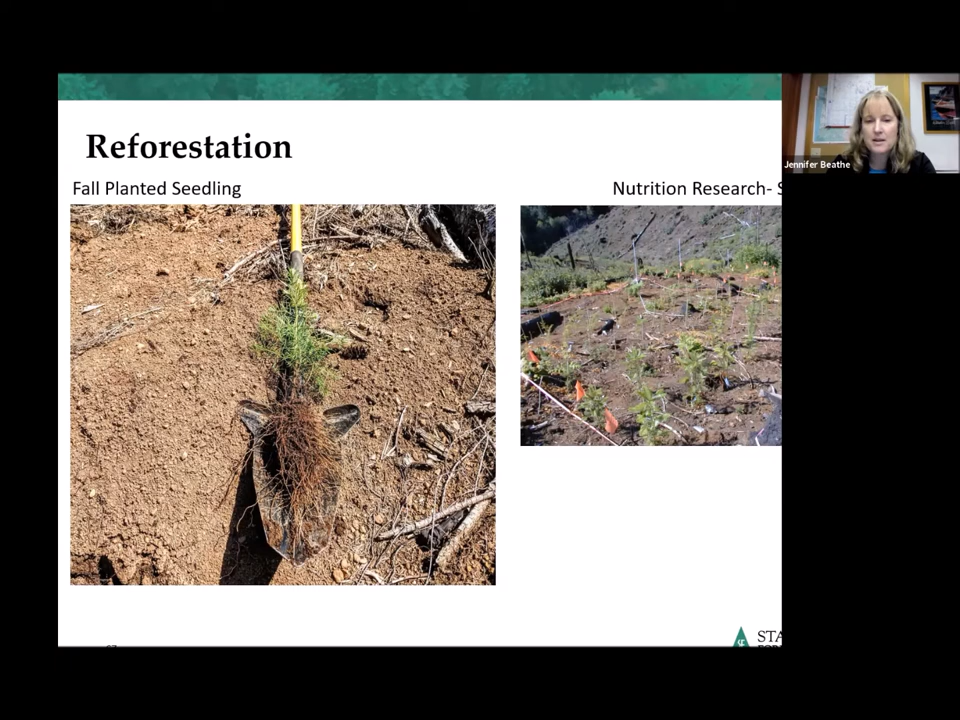 Reforestation
Fall Planted Seedling
Nutrition Research-
Jennifer Beathe
STA